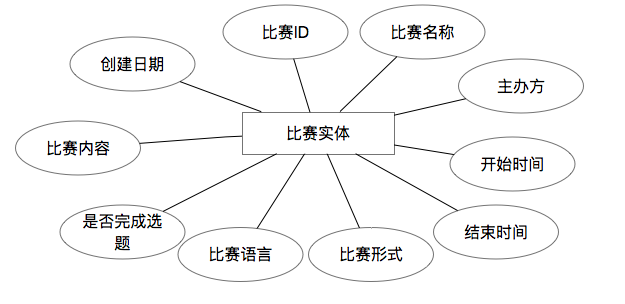 比赛ID
比赛名称
创建日期
主办方
比赛实体
比赛内容
开始时间
是否完成选
题
结束时间
比赛语言
比赛形式